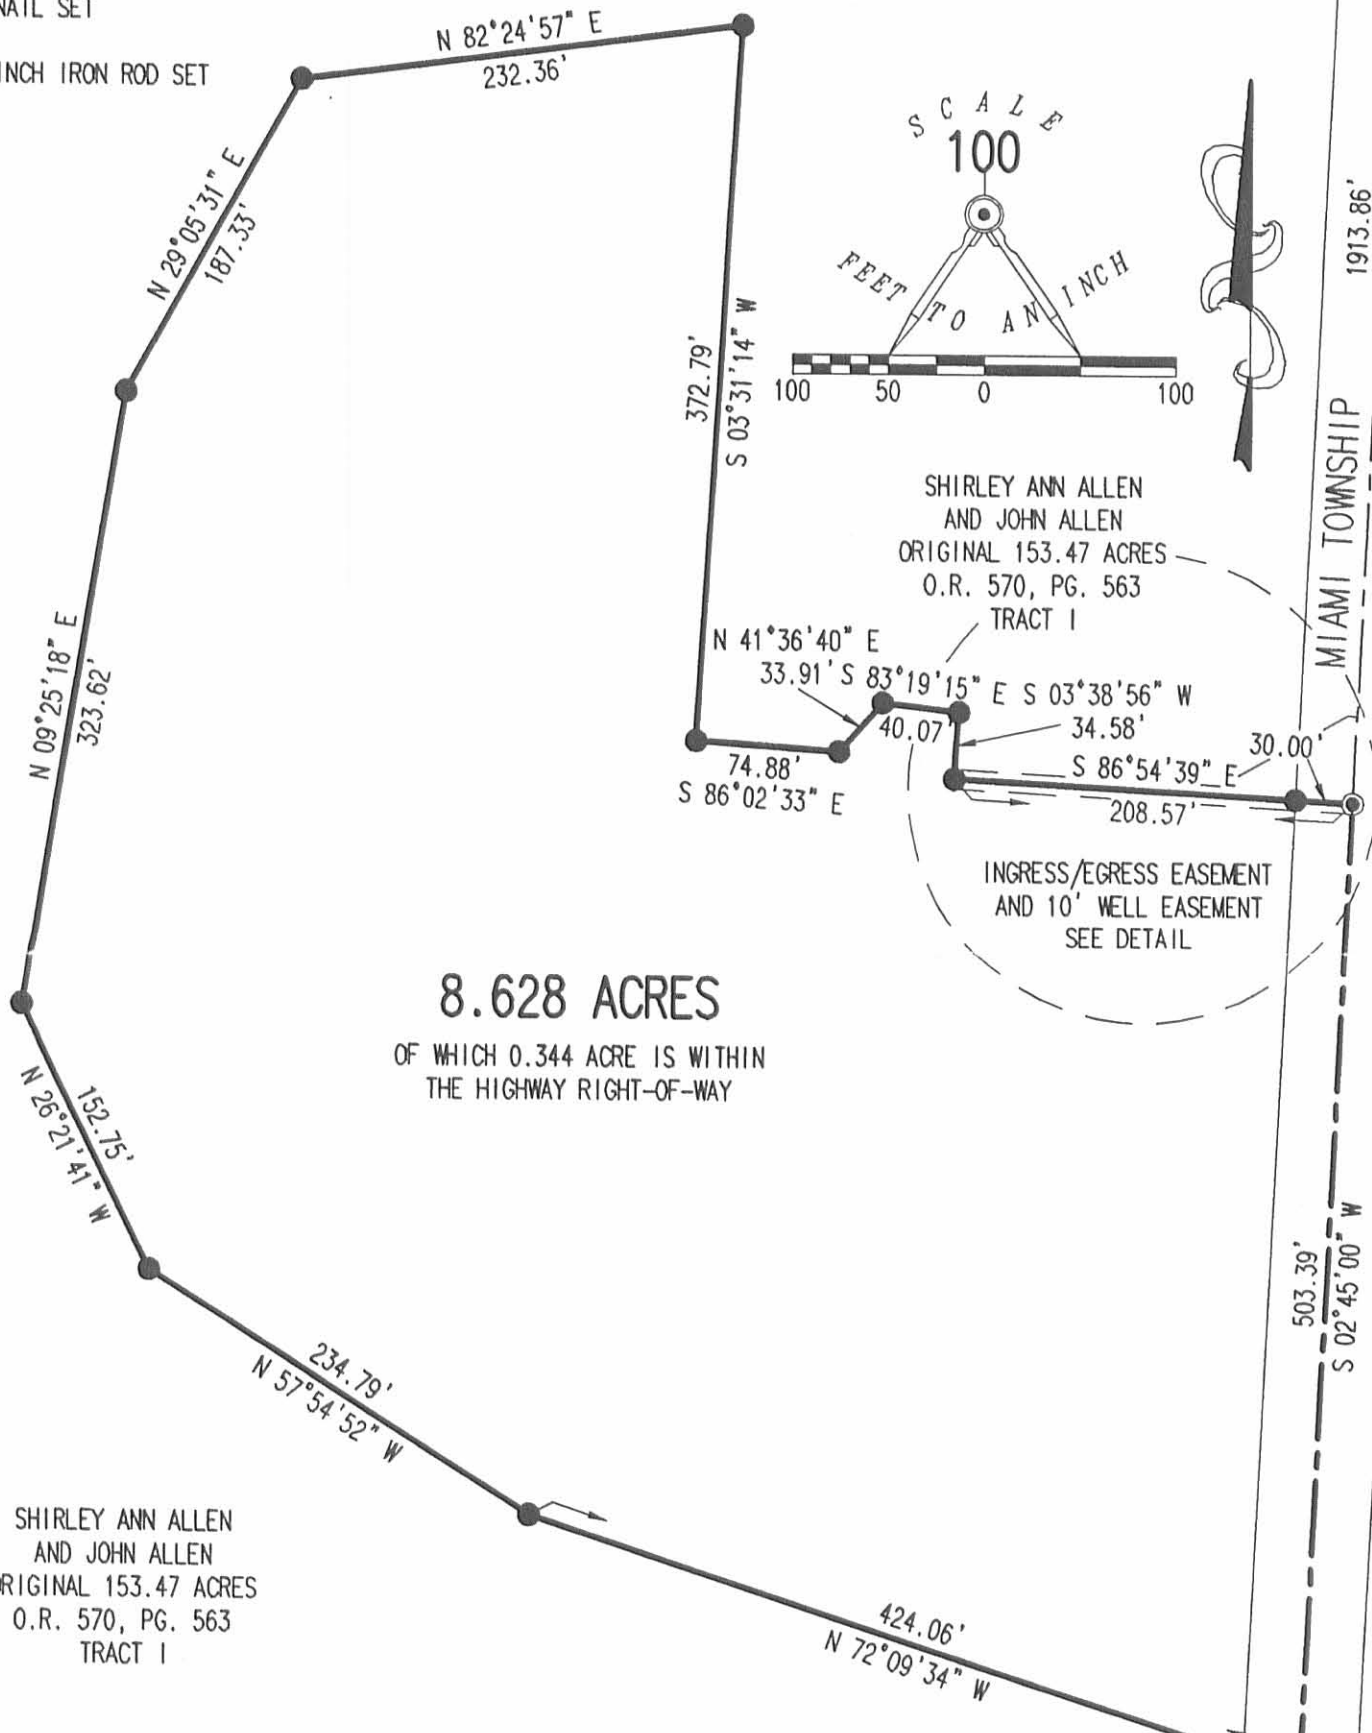 NAIL SET
INCH IRON ROD SET
N 82°24'57" E
232.36'
N 29°05'31" E
187.33'
SCALE
100
FEET TO AN INCH
100 50 0 100
1913.86'
MIAMI TOWNSHIP
372.79'
S 03°31'14" W
SHIRLEY ANN ALLEN
AND JOHN ALLEN
ORIGINAL 153.47 ACRES
O.R. 570, PG. 563
TRACT I
N 09°25'18" E
323.62'
N 41°36'40" E
33.91'
S 83°19'15" E
40.07'
S 03°38'56" W
34.58'
30.00'
74.88'
S 86°02'33" E
S 86°54'39" E
208.57'
INGRESS/EGRESS EASEMENT
AND 10' WELL EASEMENT
SEE DETAIL
8.628 ACRES
OF WHICH 0.344 ACRE IS WITHIN
THE HIGHWAY RIGHT-OF-WAY
152.75'
N 26°21'41" W
503.39'
S 02°45'00" W
234.79'
N 57°54'52" W
SHIRLEY ANN ALLEN
AND JOHN ALLEN
RIGINAL 153.47 ACRES
O.R. 570, PG. 563
TRACT I
424.06'
N 72°09'34" W